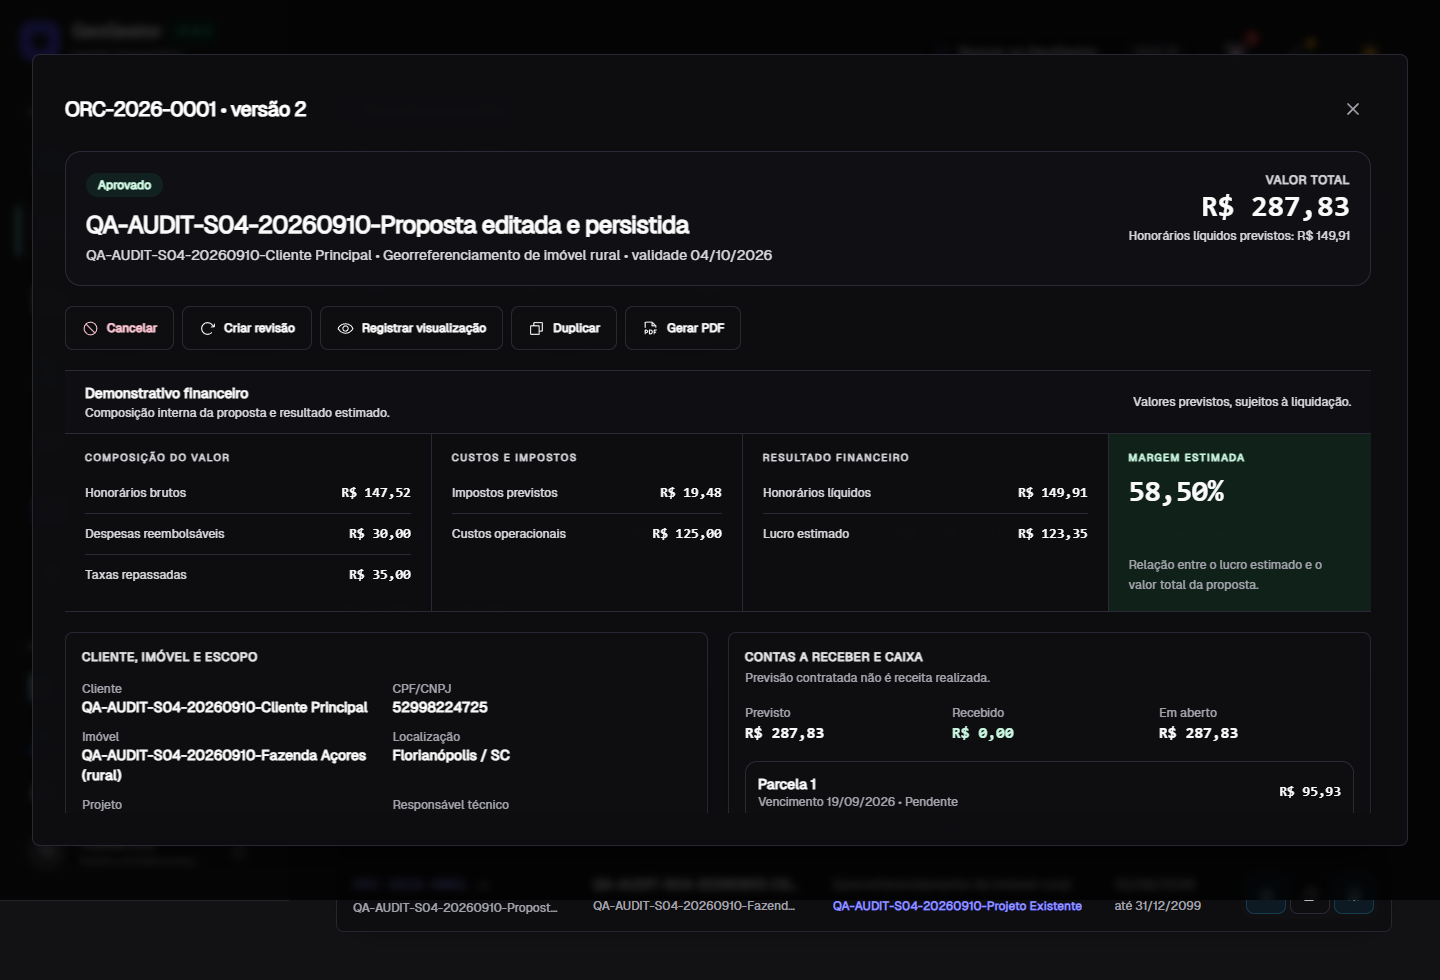 ORC-2026-0001 • versão 2
Aprovado
QA-AUDIT-S04-20260910-Proposta editada e persistida
QA-AUDIT-S04-20260910-Cliente Principal • Georreferenciamento de imóvel rural • validade 04/10/2026
VALOR TOTAL
R$ 287,83
Honorários líquidos previstos: R$ 149,91
Cancelar
Criar revisão
Registrar visualização
Duplicar
PDF
Gerar PDF
Demonstrativo financeiro
Composição interna da proposta e resultado estimado.
Valores previstos, sujeitos à liquidação.
COMPOSIÇÃO DO VALOR
Honorários brutos R$ 147,52
Despesas reembolsáveis R$ 30,00
Taxas repassadas R$ 35,00
CUSTOS E IMPOSTOS
Impostos previstos R$ 19,48
Custos operacionais R$ 125,00
RESULTADO FINANCEIRO
Honorários líquidos R$ 149,91
Lucro estimado R$ 123,35
MARGEM ESTIMADA
58,50%
Relação entre o lucro estimado e o
valor total da proposta.
CLIENTE, IMÓVEL E ESCOPO
Cliente
QA-AUDIT-S04-20260910-Cliente Principal
CPF/CNPJ
52998224725
Imóvel
QA-AUDIT-S04-20260910-Fazenda Açores
(rural)
Localização
Florianópolis / SC
Projeto
Responsável técnico
CONTAS A RECEBER E CAIXA
Previsão contratada não é receita realizada.
Previsto
R$ 287,83
Recebido
R$ 0,00
Em aberto
R$ 287,83
Parcela 1
Vencimento 19/09/2026 • Pendente
R$ 95,93
QA-AUDIT-S04-20260910-Propost...
QA-AUDIT-S04-20260910-Fazend...
QA-AUDIT-S04-20260910-Projeto Existente
até 31/12/2099